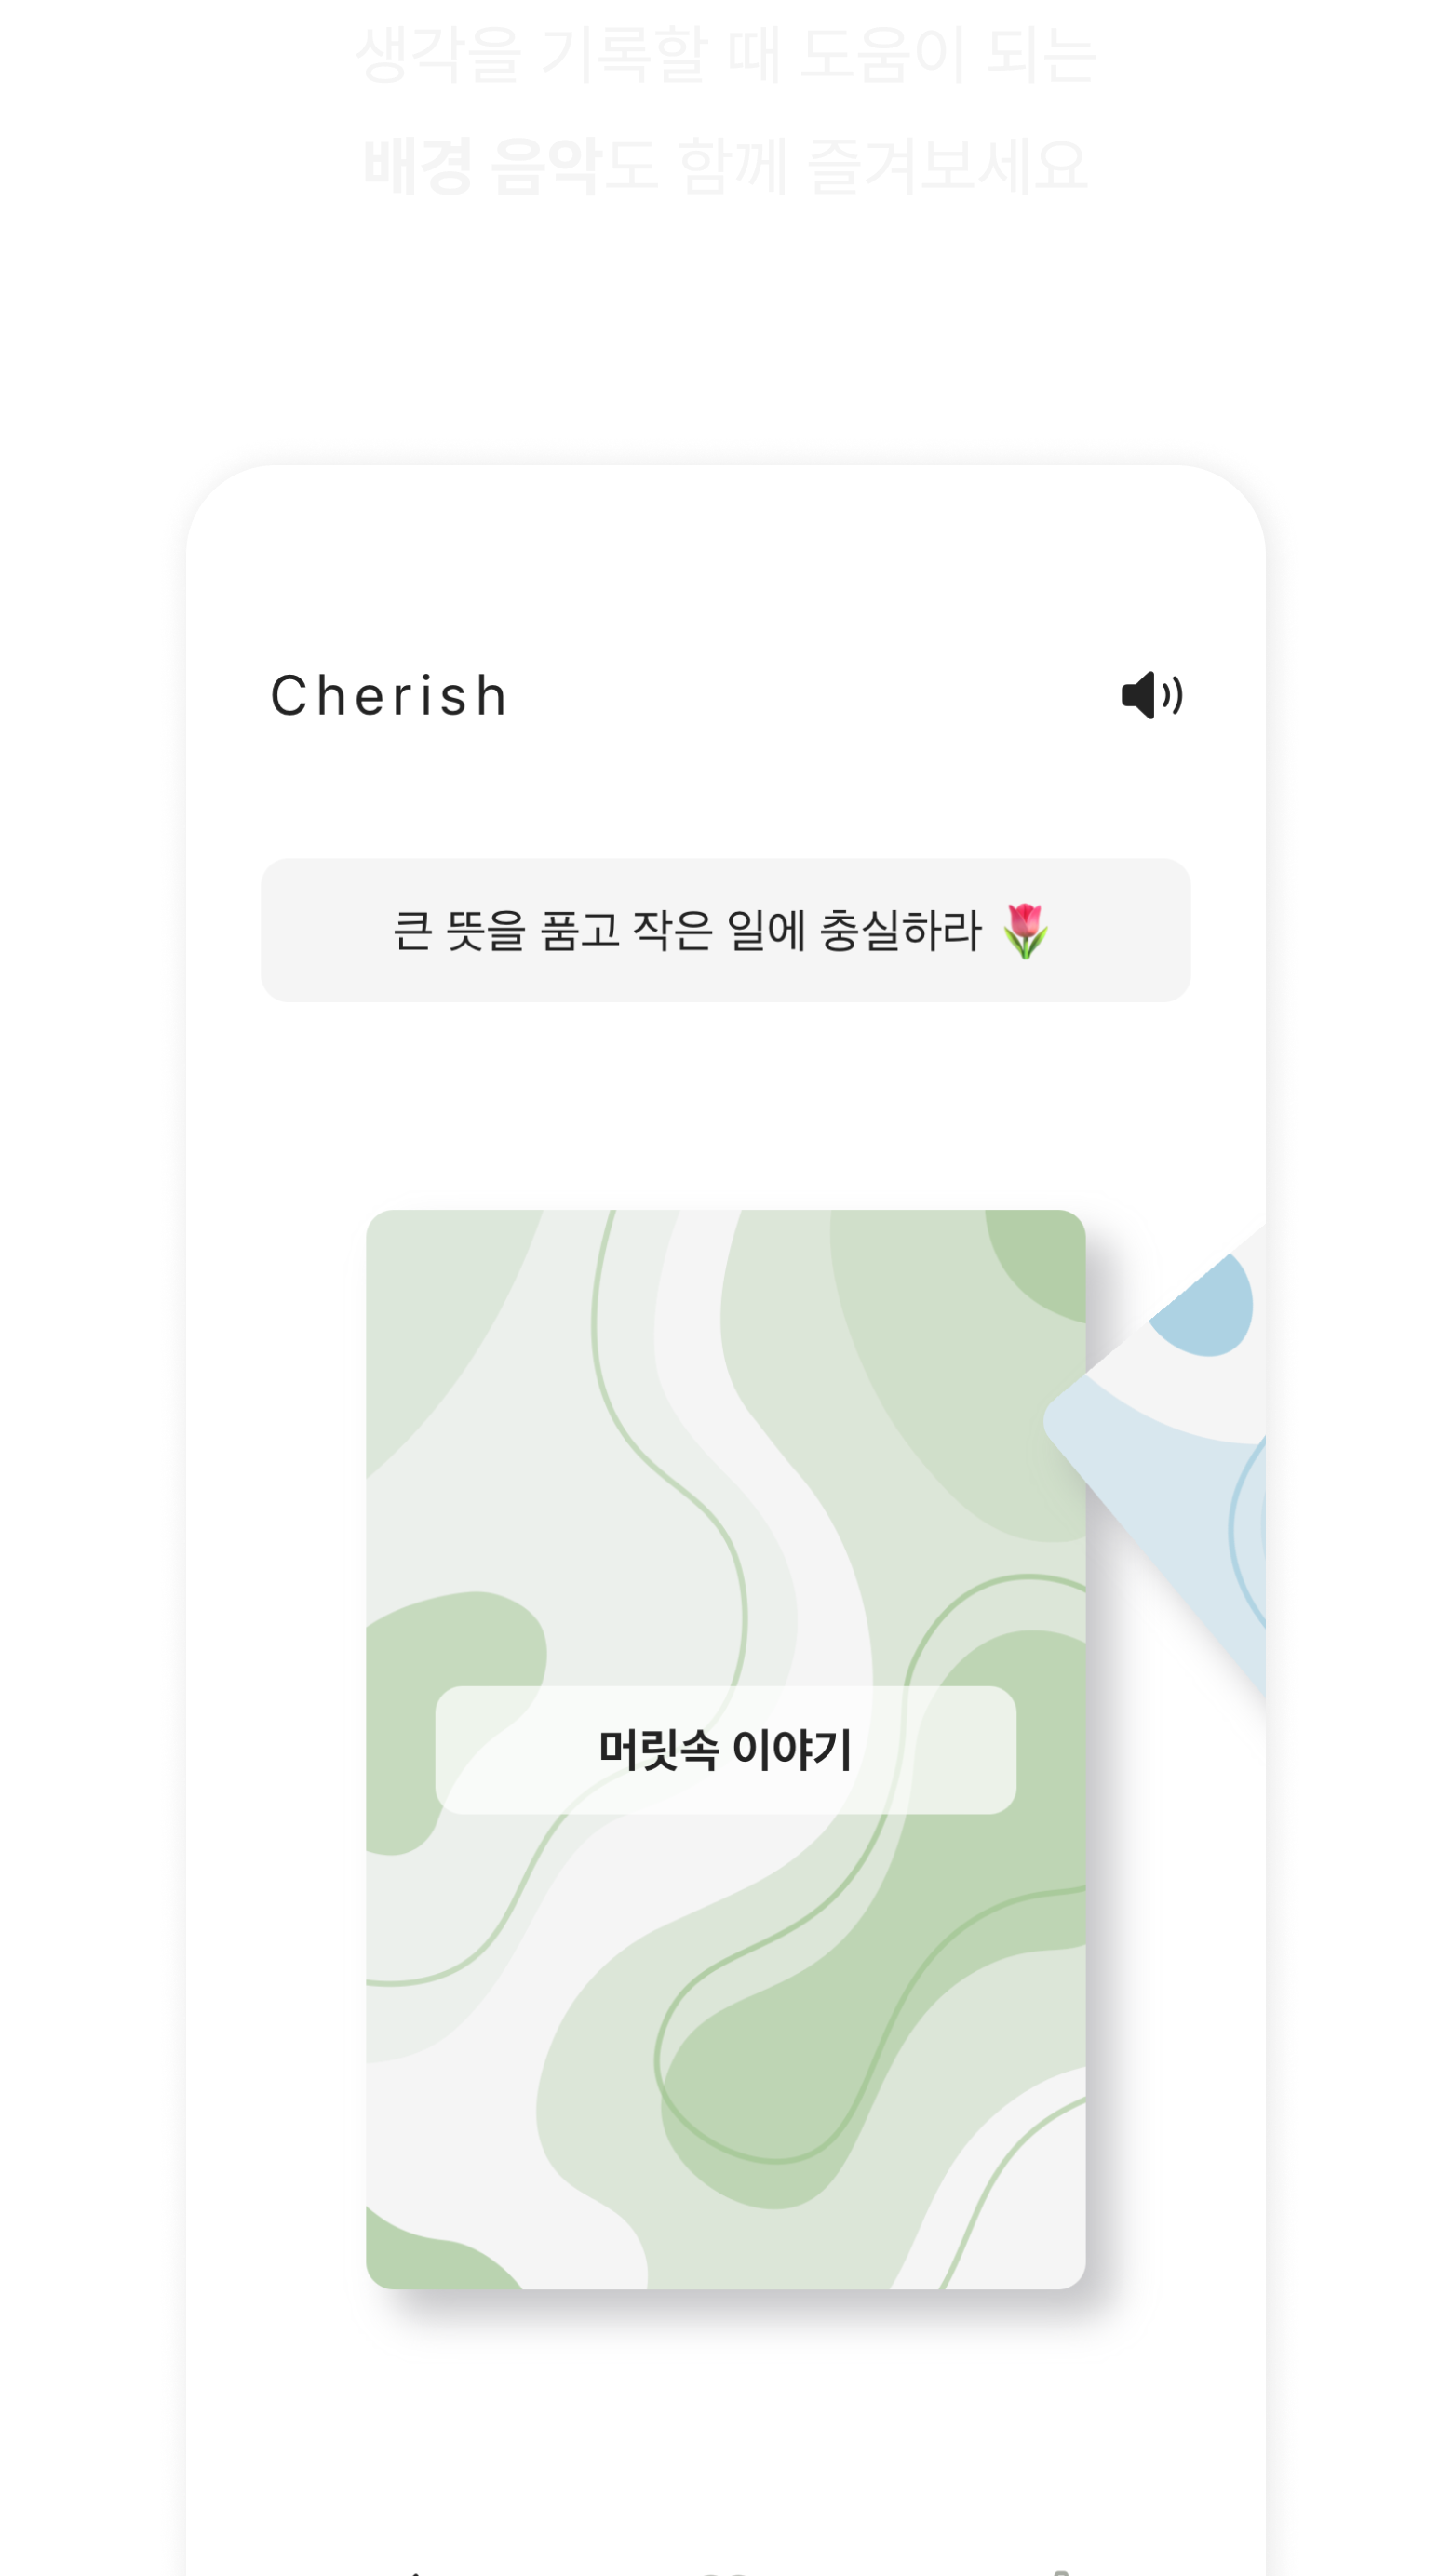 생각을 기록할 때 도움이 되는
배경 음악도 함께 즐겨보세요
Cherish
큰 뜻을 품고 작은 일에 충실하라 🌷
머릿속 이야기